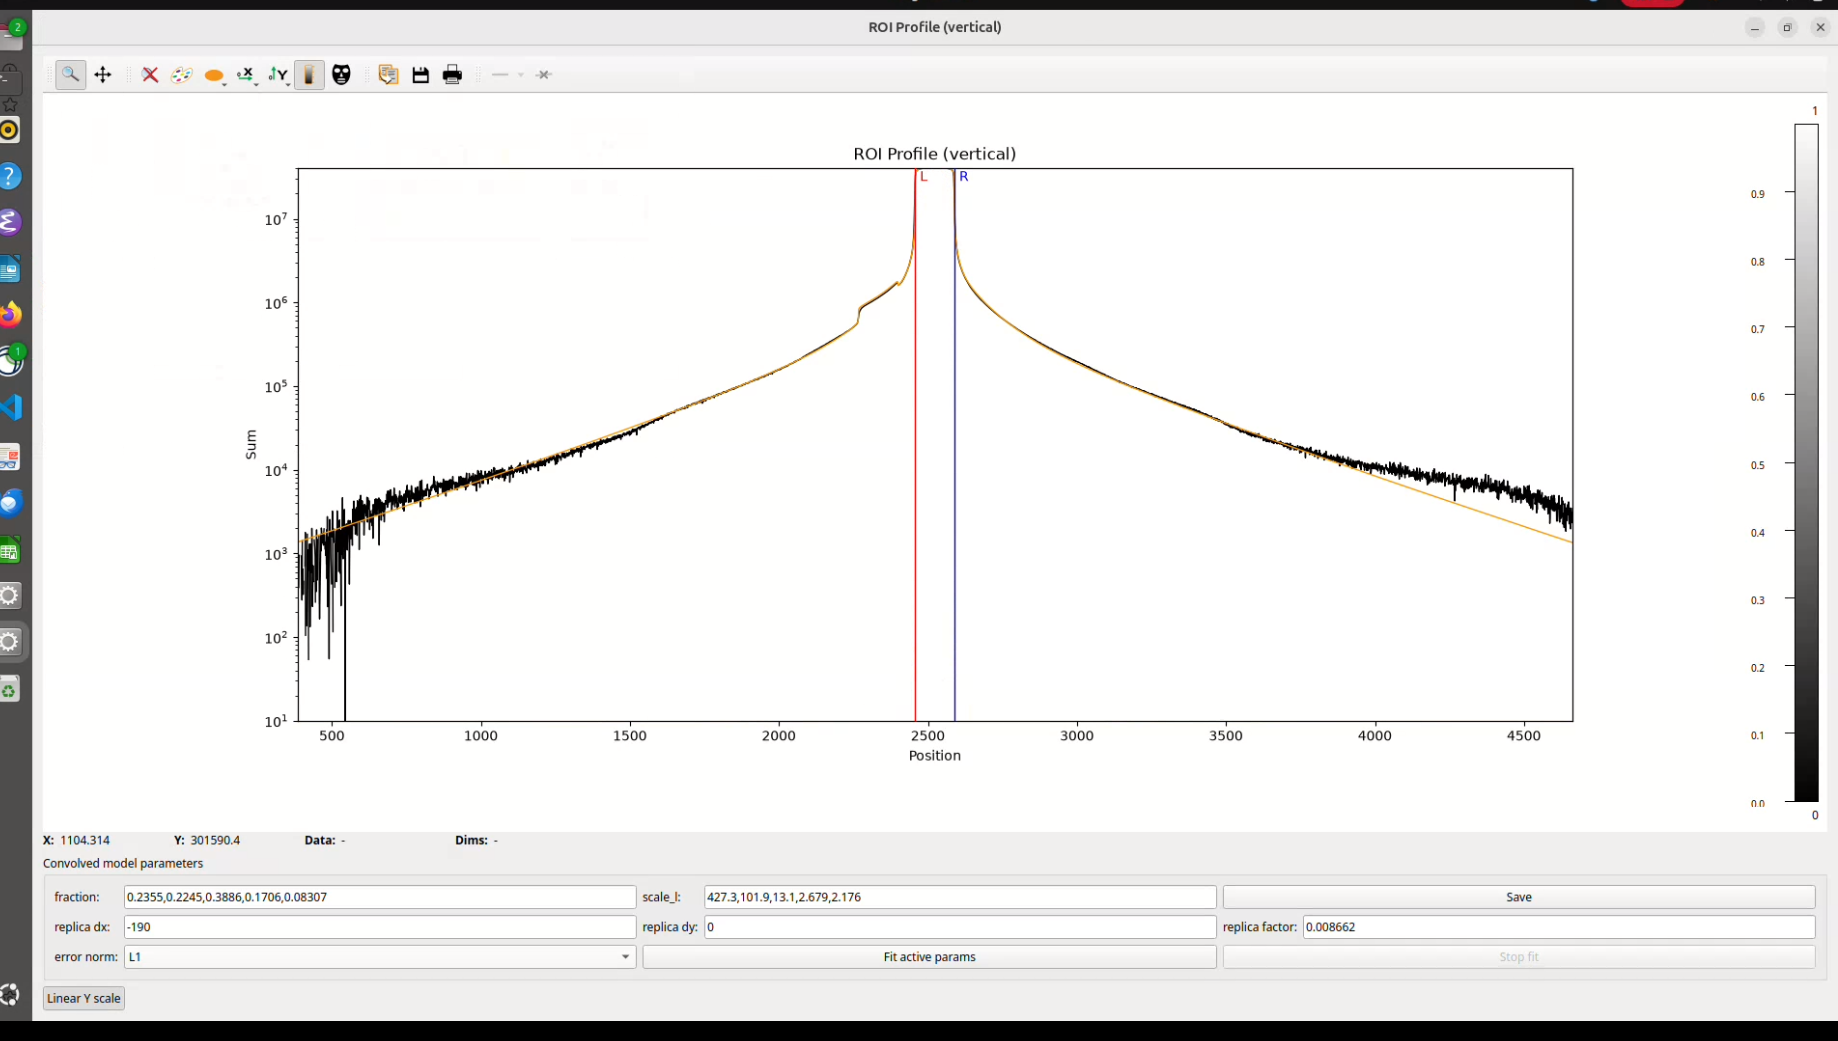 ROI Profile (vertical)
2
1
ROI Profile (vertical)
L R
10⁷
10⁶
10⁵
10⁴
10³
10²
10¹
Sum
500 1000 1500 2000 2500 3000 3500 4000 4500
Position
1
0.9
0.8
0.7
0.6
0.5
0.4
0.3
0.2
0.1
0.0
0
X: 1104.314 Y: 301590.4 Data: - Dims: -
Convolved model parameters
fraction: 0.2355,0.2245,0.3886,0.1706,0.08307 scale_l: 427.3,101.9,13.1,2.679,2.176 Save
replica dx: -190 replica dy: 0 replica factor: 0.008662
error norm: L1 Fit active params Stop fit
Linear Y scale